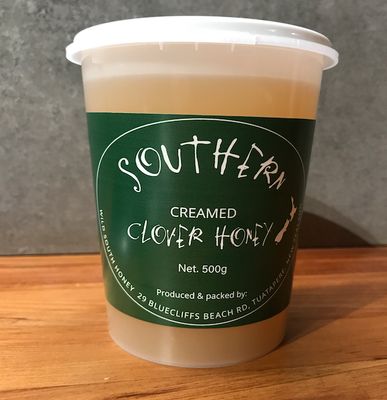 SOUTHERN
CREAMED
CLOVER HONEY
Net. 500g
Produced & packed by:
WILD SOUTH HONEY 29 BLUECLIFFS BEACH RD, TUATAPERE,